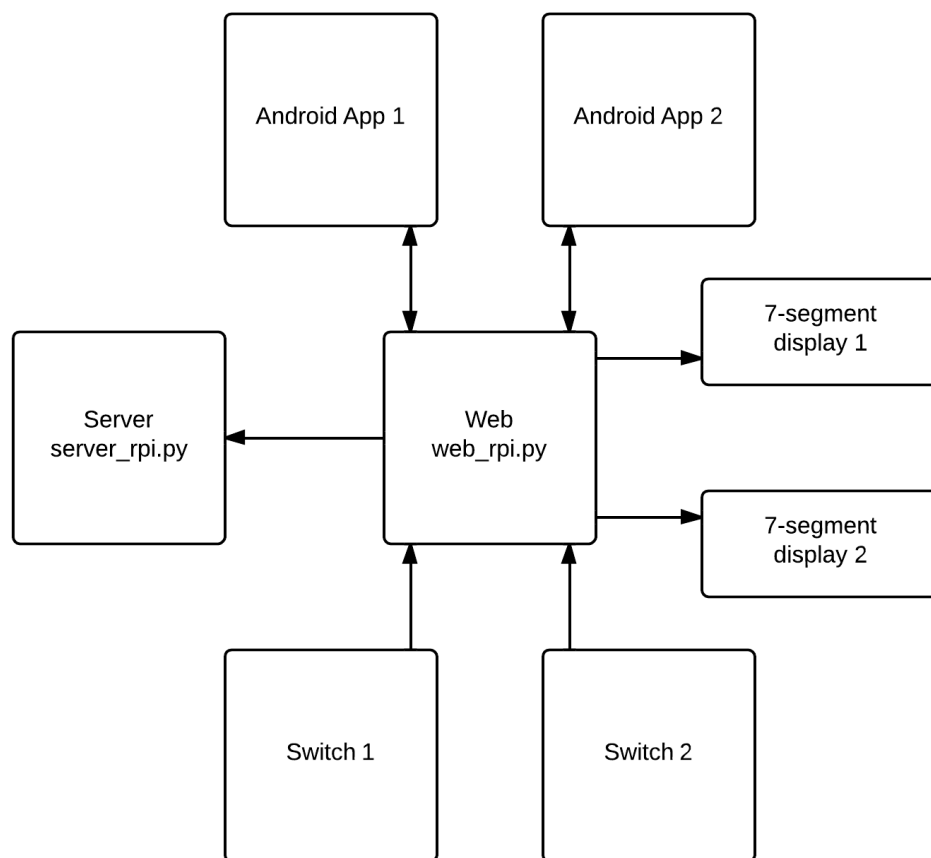 Android App 1
Android App 2
7-segment
display 1
Server
server_rpi.py
Web
web_rpi.py
7-segment
display 2
Switch 1
Switch 2